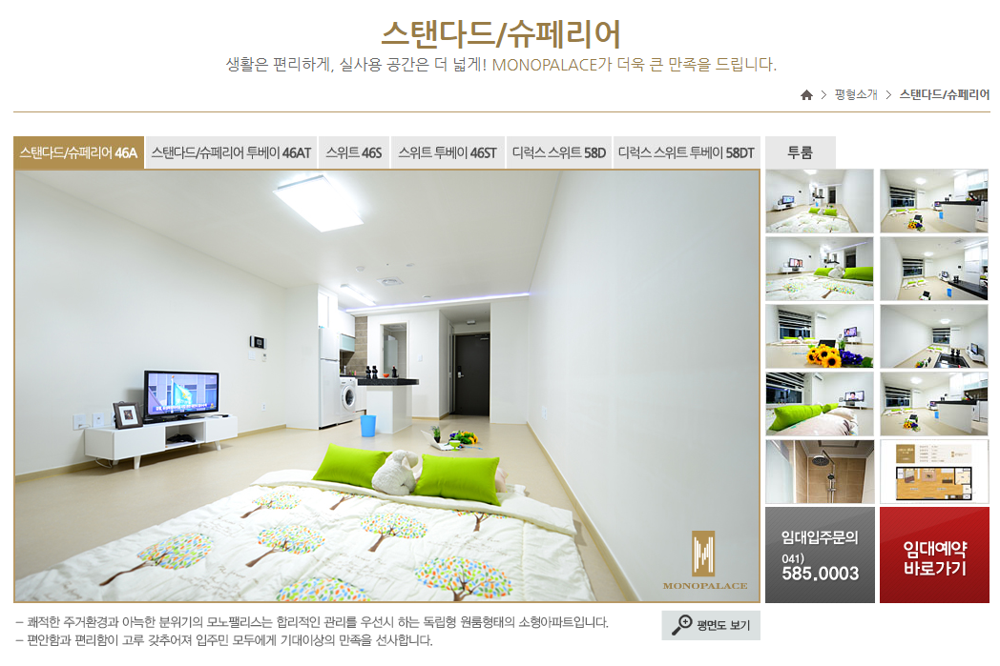 스탠다드/슈페리어
생활은 편리하게, 실사용 공간은 더 넓게! MONOPALACE가 더욱 큰 만족을 드립니다.
평형소개 > 스탠다드/슈페리어
스탠다드/슈페리어 46A
스탠다드/슈페리어 투베이 46AT
스위트 46S
스위트 투베이 46ST
디럭스 스위트 58D
디럭스 스위트 투베이 58DT
투룸
MONOPALACE
임대입주문의
041)
585.0003
임대예약
바로가기
- 쾌적한 주거환경과 아늑한 분위기의 모노팰리스는 합리적인 관리를 우선시 하는 독립형 원룸형태의 소형아파트입니다.
- 편안함과 편리함이 고루 갖추어져 입주민 모두에게 기대이상의 만족을 선사합니다.
평면도 보기